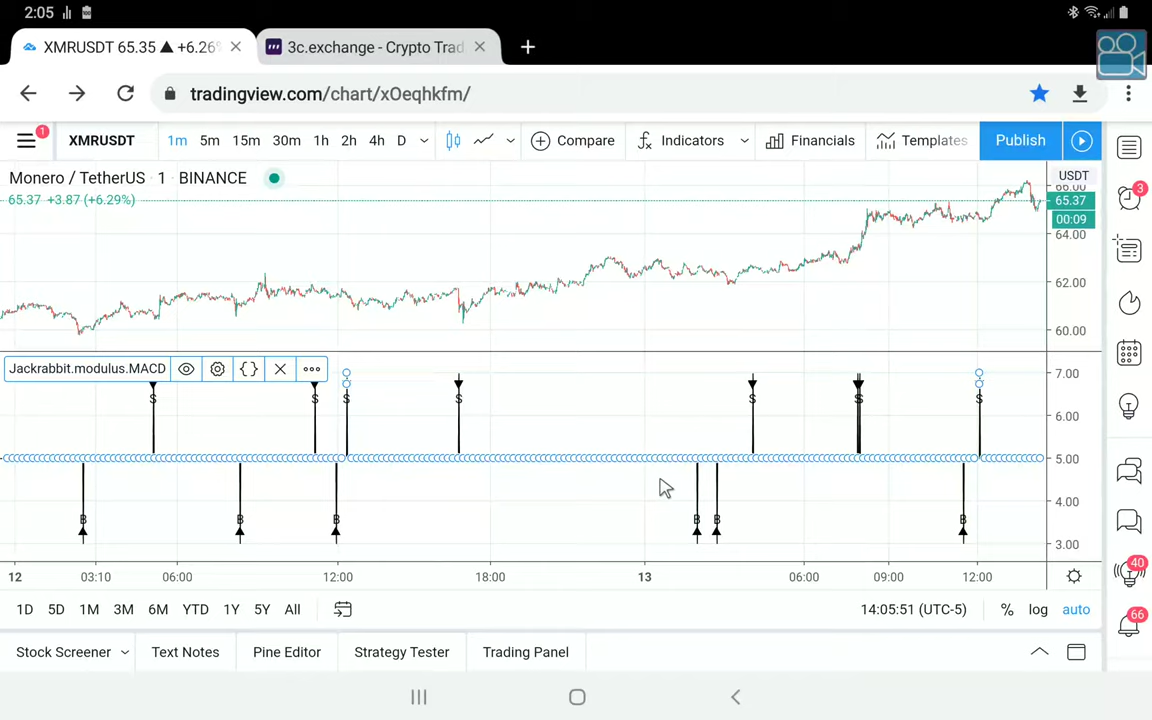 2:05
XMRUSDT 65.35 ▲ +6.26%
3c.exchange - Crypto Trad
tradingview.com/chart/xOeqhkfm/
1
XMRUSDT 1m 5m 15m 30m 1h 2h 4h D Compare Indicators Financials Templates Publish
Monero / TetherUS · 1 · BINANCE
USDT
65.37 +3.87 (+6.29%)
66.00
65.37
00:09
64.00
62.00
60.00
3
Jackrabbit.modulus.MACD
7.00
6.00
5.00
4.00
3.00
S S S S S S S
B B B B B B
12 03:10 06:00 12:00 18:00 13 06:00 09:00 12:00
40
1D 5D 1M 3M 6M YTD 1Y 5Y All 14:05:51 (UTC-5) % log auto
66
Stock Screener Text Notes Pine Editor Strategy Tester Trading Panel